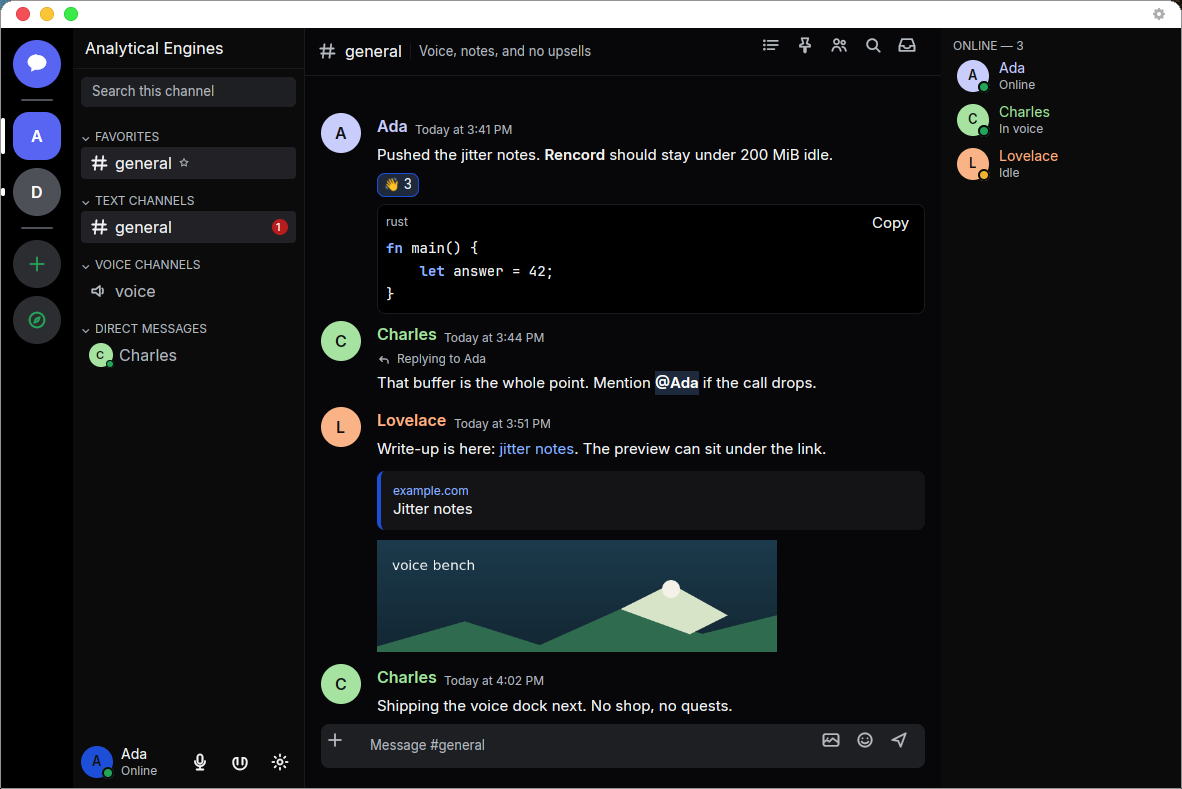 Analytical Engines
Search this channel
FAVORITES
# general
TEXT CHANNELS
# general
1
VOICE CHANNELS
voice
DIRECT MESSAGES
C
Charles
A
D
A
Ada
Online
# general
Voice, notes, and no upsells
A
Ada Today at 3:41 PM
Pushed the jitter notes. Rencord should stay under 200 MiB idle.
👋 3
rust
Copy
fn main() {
    let answer = 42;
}
C
Charles Today at 3:44 PM
Replying to Ada
That buffer is the whole point. Mention @Ada if the call drops.
L
Lovelace Today at 3:51 PM
Write-up is here: jitter notes. The preview can sit under the link.
example.com
Jitter notes
voice bench
C
Charles Today at 4:02 PM
Shipping the voice dock next. No shop, no quests.
Message #general
ONLINE — 3
A
Ada
Online
C
Charles
In voice
L
Lovelace
Idle